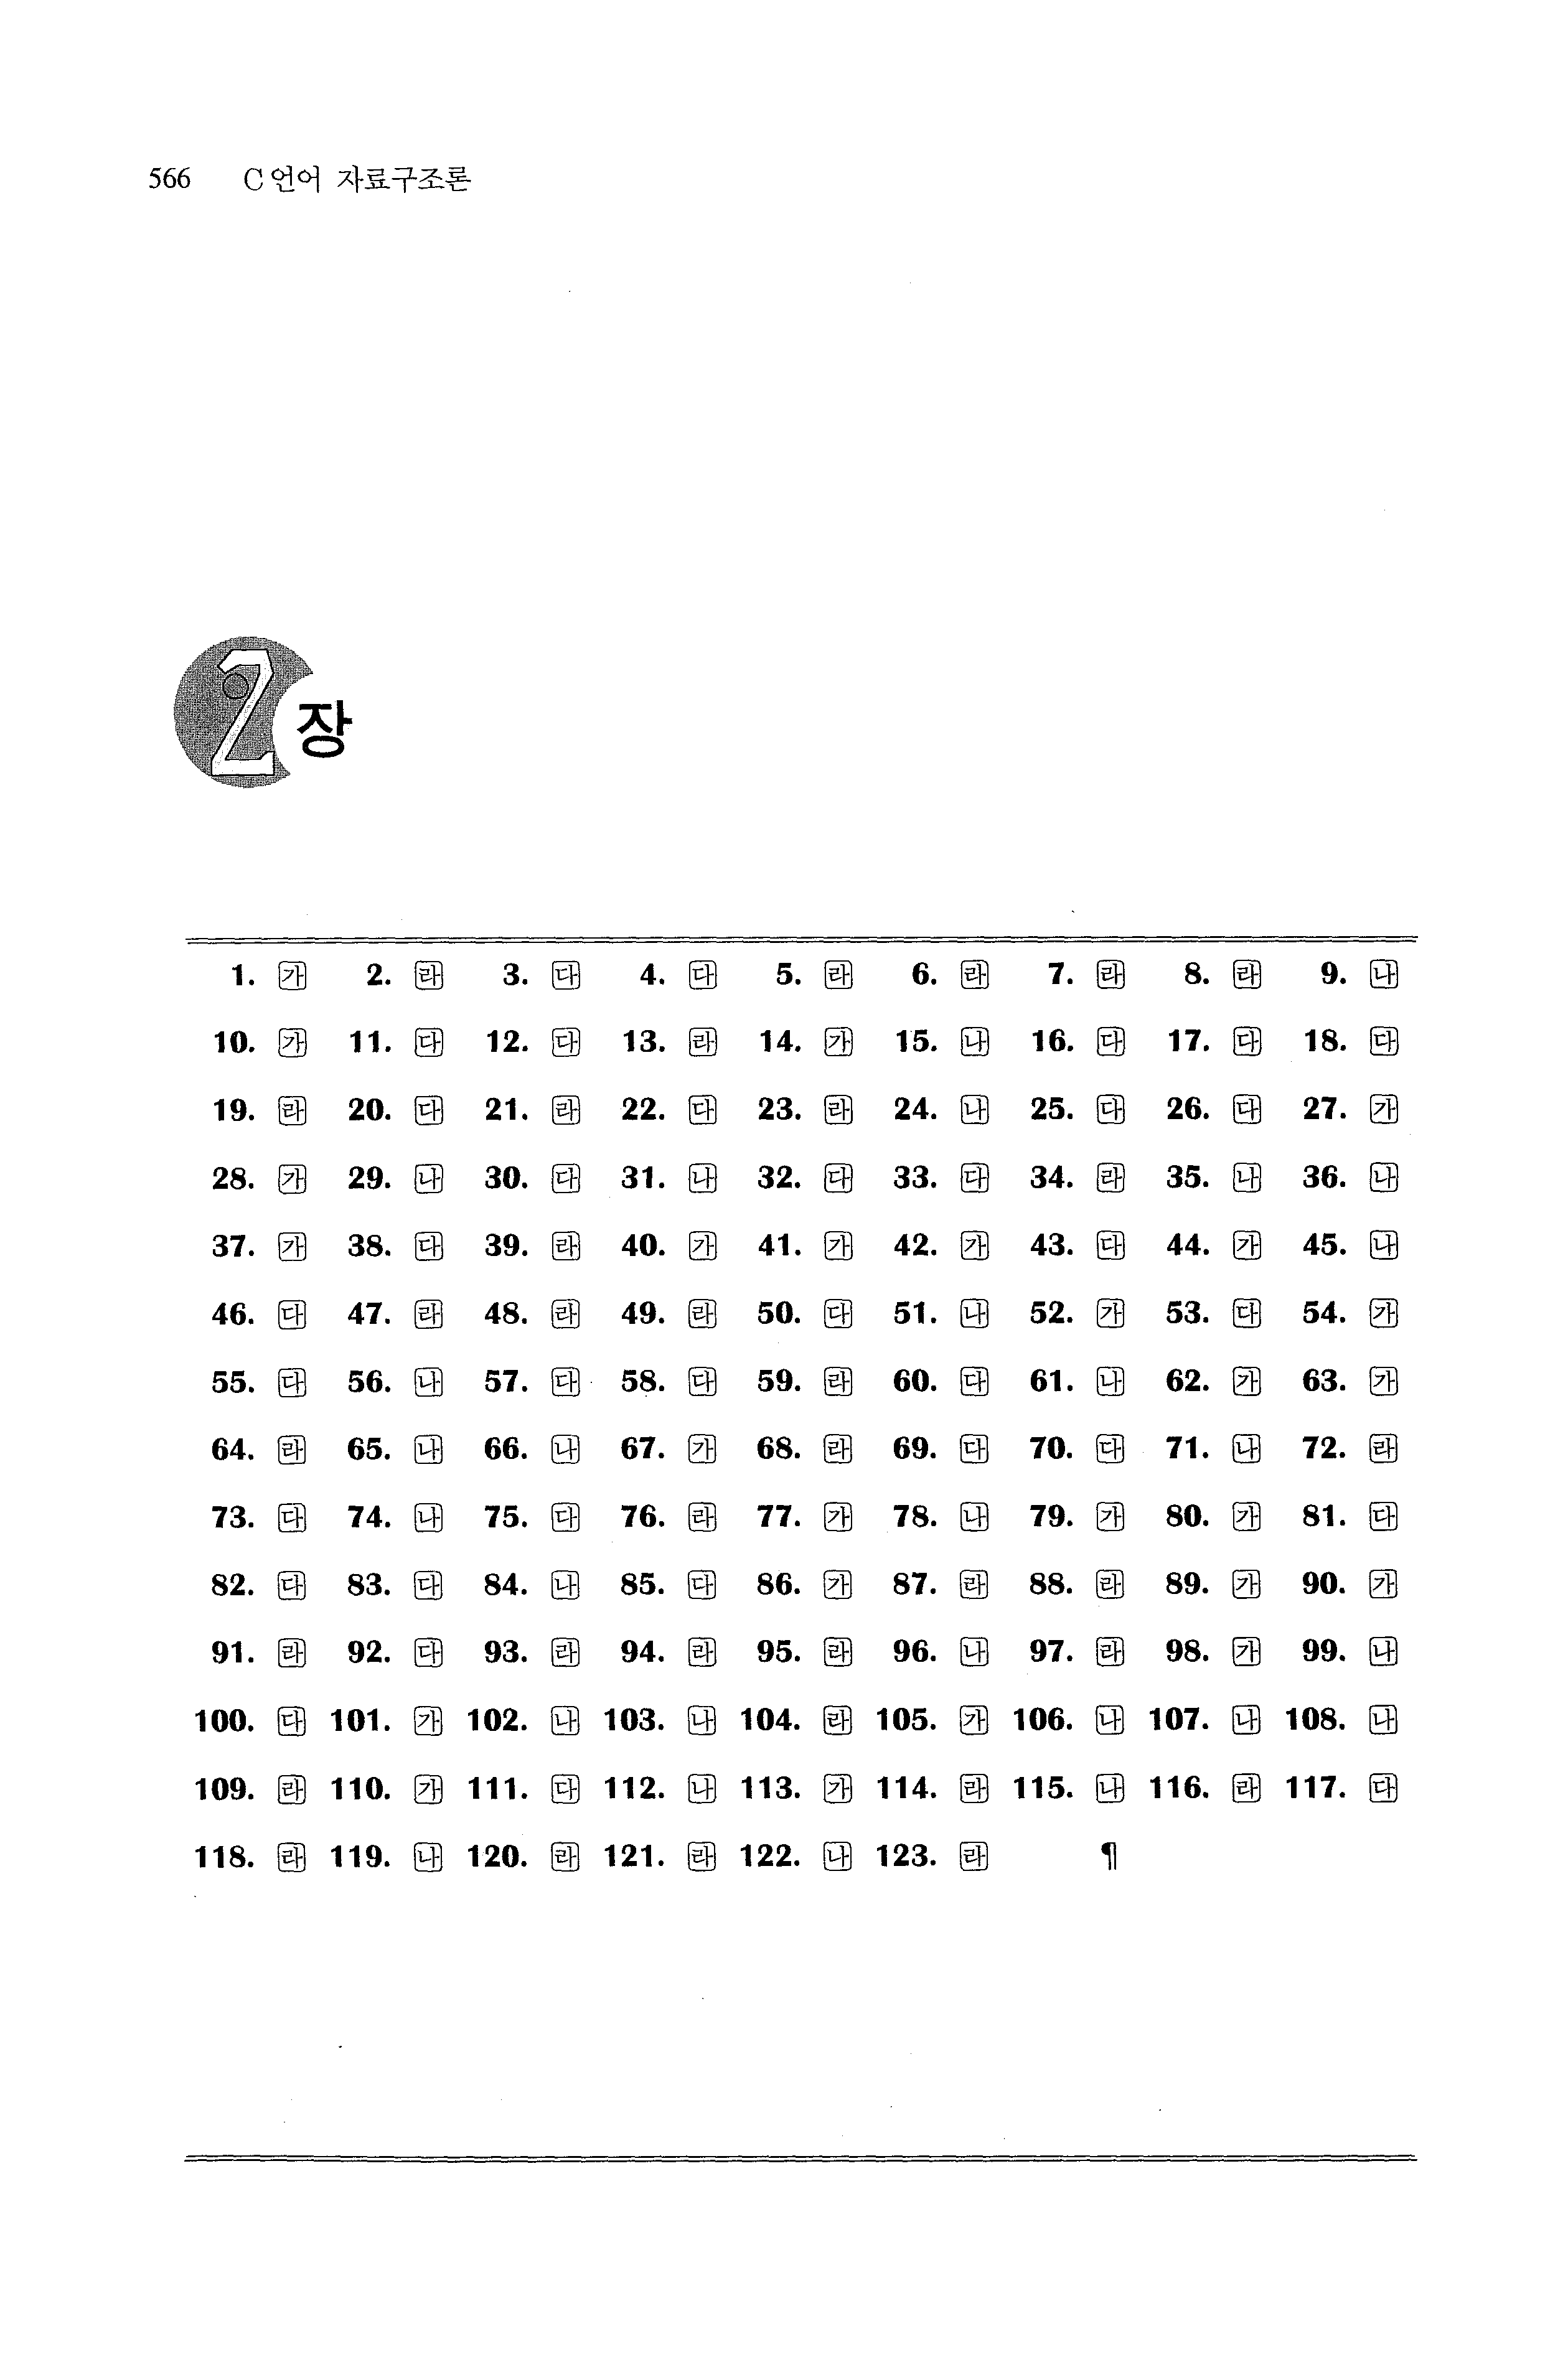 566 C언어 자료구조론
2장
1. 가 2. 라 3. 다 4. 다 5. 라 6. 라 7. 라 8. 라 9. 나
10. 가 11. 다 12. 다 13. 라 14. 가 15. 나 16. 다 17. 다 18. 다
19. 라 20. 다 21. 라 22. 다 23. 라 24. 나 25. 다 26. 다 27. 가
28. 가 29. 나 30. 다 31. 나 32. 다 33. 다 34. 라 35. 나 36. 나
37. 가 38. 다 39. 라 40. 가 41. 가 42. 가 43. 다 44. 가 45. 나
46. 다 47. 라 48. 라 49. 라 50. 다 51. 나 52. 가 53. 다 54. 가
55. 다 56. 나 57. 다 58. 다 59. 라 60. 다 61. 나 62. 가 63. 가
64. 라 65. 나 66. 나 67. 가 68. 라 69. 다 70. 다 71. 나 72. 라
73. 다 74. 나 75. 다 76. 라 77. 가 78. 나 79. 가 80. 가 81. 다
82. 다 83. 다 84. 나 85. 다 86. 가 87. 라 88. 라 89. 가 90. 가
91. 라 92. 다 93. 라 94. 라 95. 라 96. 나 97. 라 98. 가 99. 나
100. 다 101. 가 102. 나 103. 나 104. 라 105. 가 106. 나 107. 나 108. 나
109. 라 110. 가 111. 다 112. 나 113. 가 114. 라 115. 나 116. 라 117. 다
118. 라 119. 나 120. 라 121. 라 122. 나 123. 라 ¶